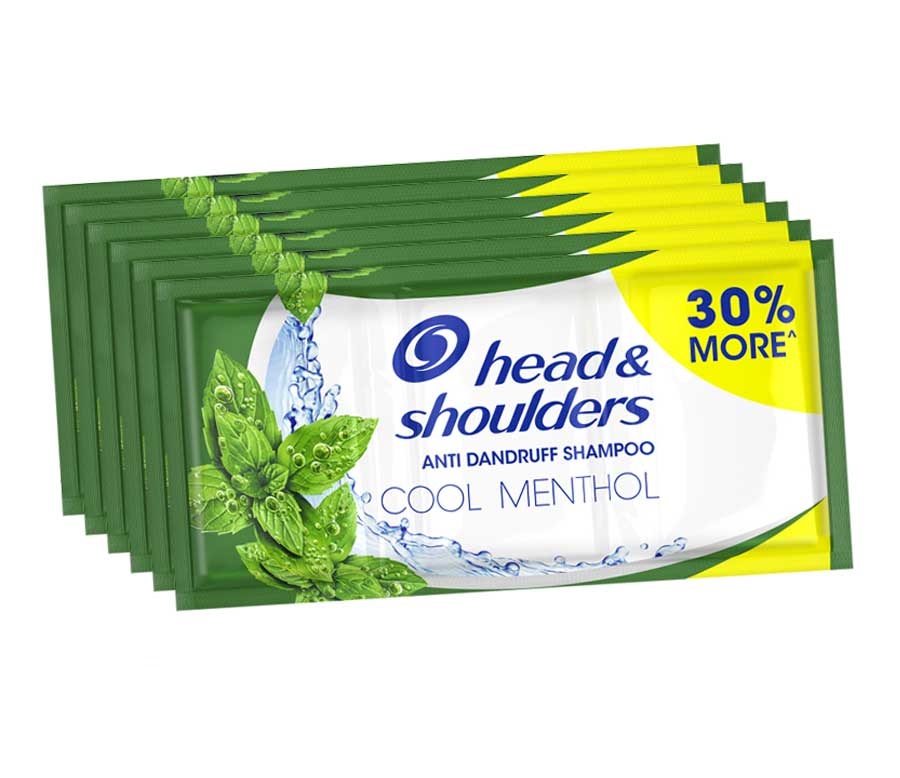 30%
MORE^
head &
shoulders
ANTI DANDRUFF SHAMPOO
COOL MENTHOL